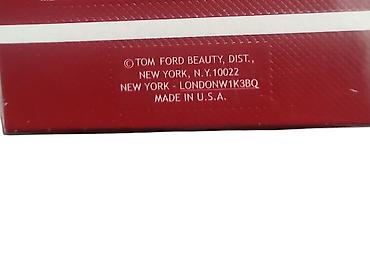 © TOM FORD BEAUTY, DIST.,
NEW YORK, N.Y.10022
NEW YORK - LONDONW1K3BQ
MADE IN U.S.A.